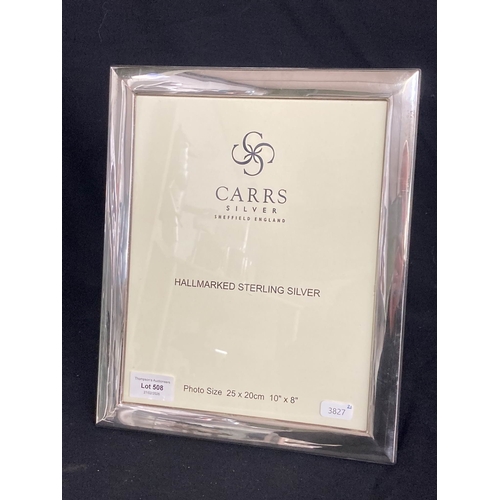 CARRS
SILVER
SHEFFIELD ENGLAND
HALLMARKED STERLING SILVER
Lot 508
Photo Size 25 x 20cm 10" x 8"
3827